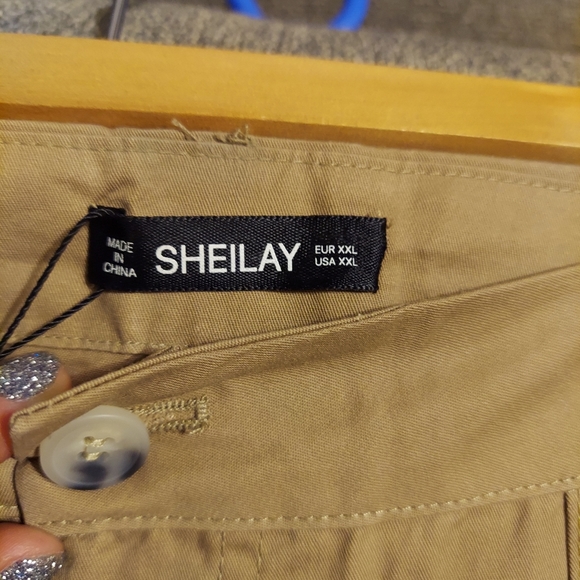 MADE
IN
CHINA
SHEILAY
EUR XXL
USA XXL